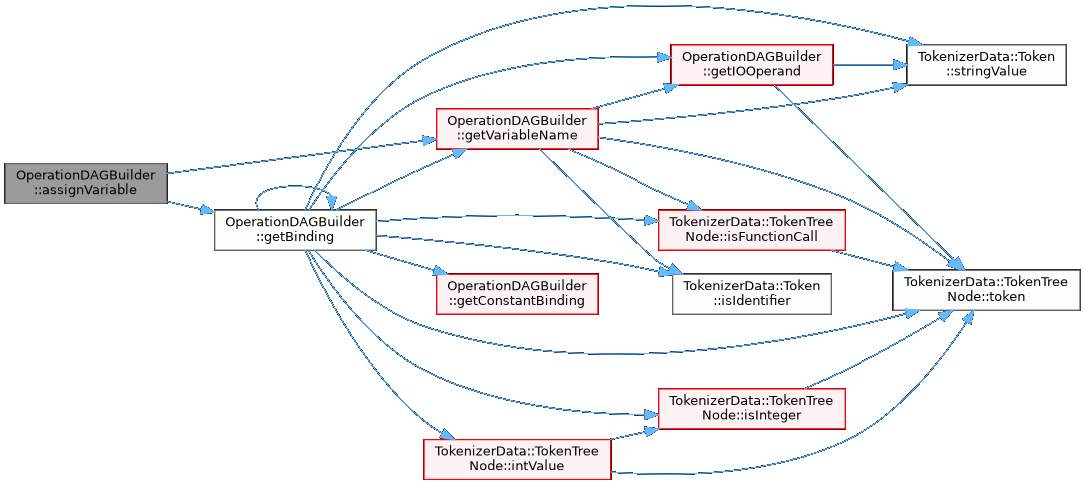 OperationDAGBuilder
::assignVariable
OperationDAGBuilder
::getBinding
OperationDAGBuilder
::getVariableName
OperationDAGBuilder
::getIOOperand
TokenizerData::Token
::stringValue
TokenizerData::TokenTree
Node::isFunctionCall
TokenizerData::Token
::isIdentifier
TokenizerData::TokenTree
Node::token
OperationDAGBuilder
::getConstantBinding
TokenizerData::TokenTree
Node::isInteger
TokenizerData::TokenTree
Node::intValue